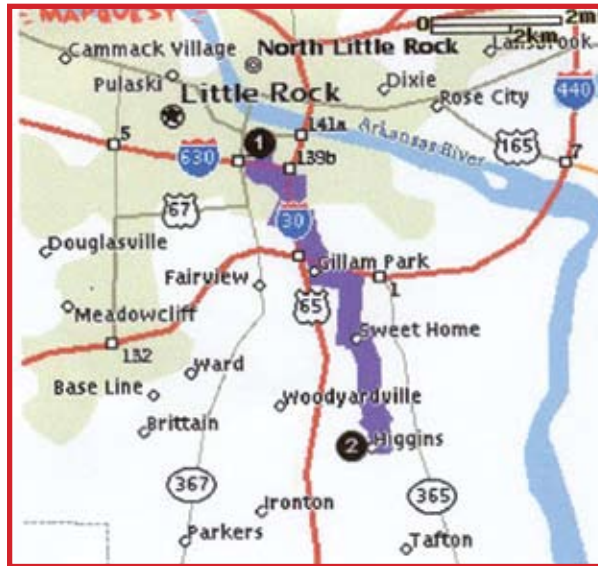 MAPQUEST
0 2m
2km
Cammack Village
North Little Rock
Lansbrook
Pulaski
Dixie
440
Little Rock
Rose City
5
1
141a
Arkansas River
165
7
630
139b
67
30
Douglasville
Gillam Park
Fairview
65
1
Meadowcliff
Sweet Home
132
Ward
Base Line
Woodyardville
Brittain
2
Higgins
367
365
Ironton
Parkers
Tafton